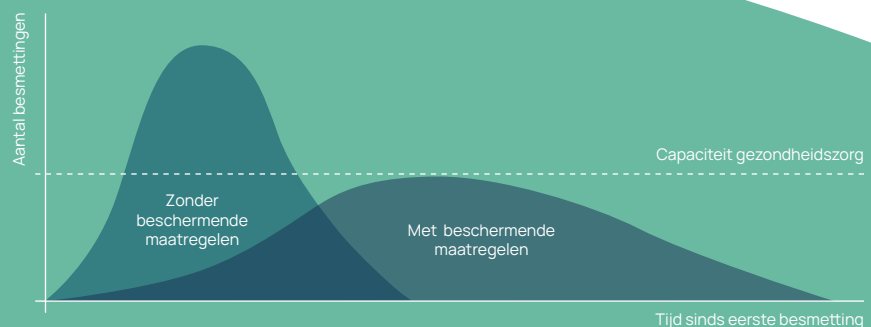 Aantal besmettingen
Capaciteit gezondheidszorg
Zonder
beschermende
maatregelen
Met beschermende
maatregelen
Tijd sinds eerste besmetting